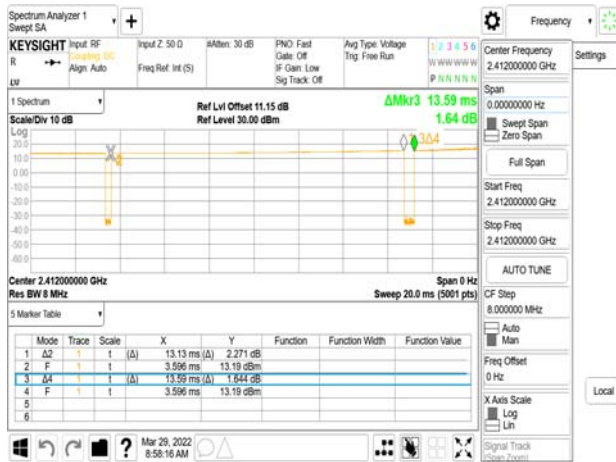 Spectrum Analyzer 1
Swept SA
+
Frequency
KEYSIGHT
Input: RF
Coupling: DC
Align: Auto
Input Z: 50 Ω
Freq Ref: Int (S)
#Atten: 30 dB
PNO: Fast
Gate: Off
IF Gain: Low
Sig Track: Off
Avg Type: Voltage
Trig: Free Run
1 2 3 4 5 6
W W W W W W
P N N N N N
R
1 Spectrum
Scale/Div 10 dB
Ref Lvl Offset 11.15 dB
Ref Level 30.00 dBm
ΔMkr3 13.59 ms
1.64 dB
Log
20.0
10.0
0.00
-10.0
-20.0
-30.0
-40.0
-50.0
-60.0
3Δ4
Center 2.412000000 GHz
Res BW 8 MHz
Span 0 Hz
Sweep 20.0 ms (5001 pts)
5 Marker Table
Mode Trace Scale X Y Function Function Width Function Value
1 Δ2 1 t (Δ) 13.13 ms (Δ) 2.271 dB
2 F 1 t 3.596 ms 13.19 dBm
3 Δ4 1 t (Δ) 13.59 ms (Δ) 1.644 dB
4 F 1 t 3.596 ms 13.19 dBm
5
6
?
Mar 29, 2022
8:58:16 AM
Center Frequency
2.412000000 GHz
Span
0.00000000 Hz
Swept Span
Zero Span
Full Span
Start Freq
2.412000000 GHz
Stop Freq
2.412000000 GHz
AUTO TUNE
CF Step
8.000000 MHz
Auto
Man
Freq Offset
0 Hz
X Axis Scale
Log
Lin
Signal Track
(Span Zoom)
Settings
Local